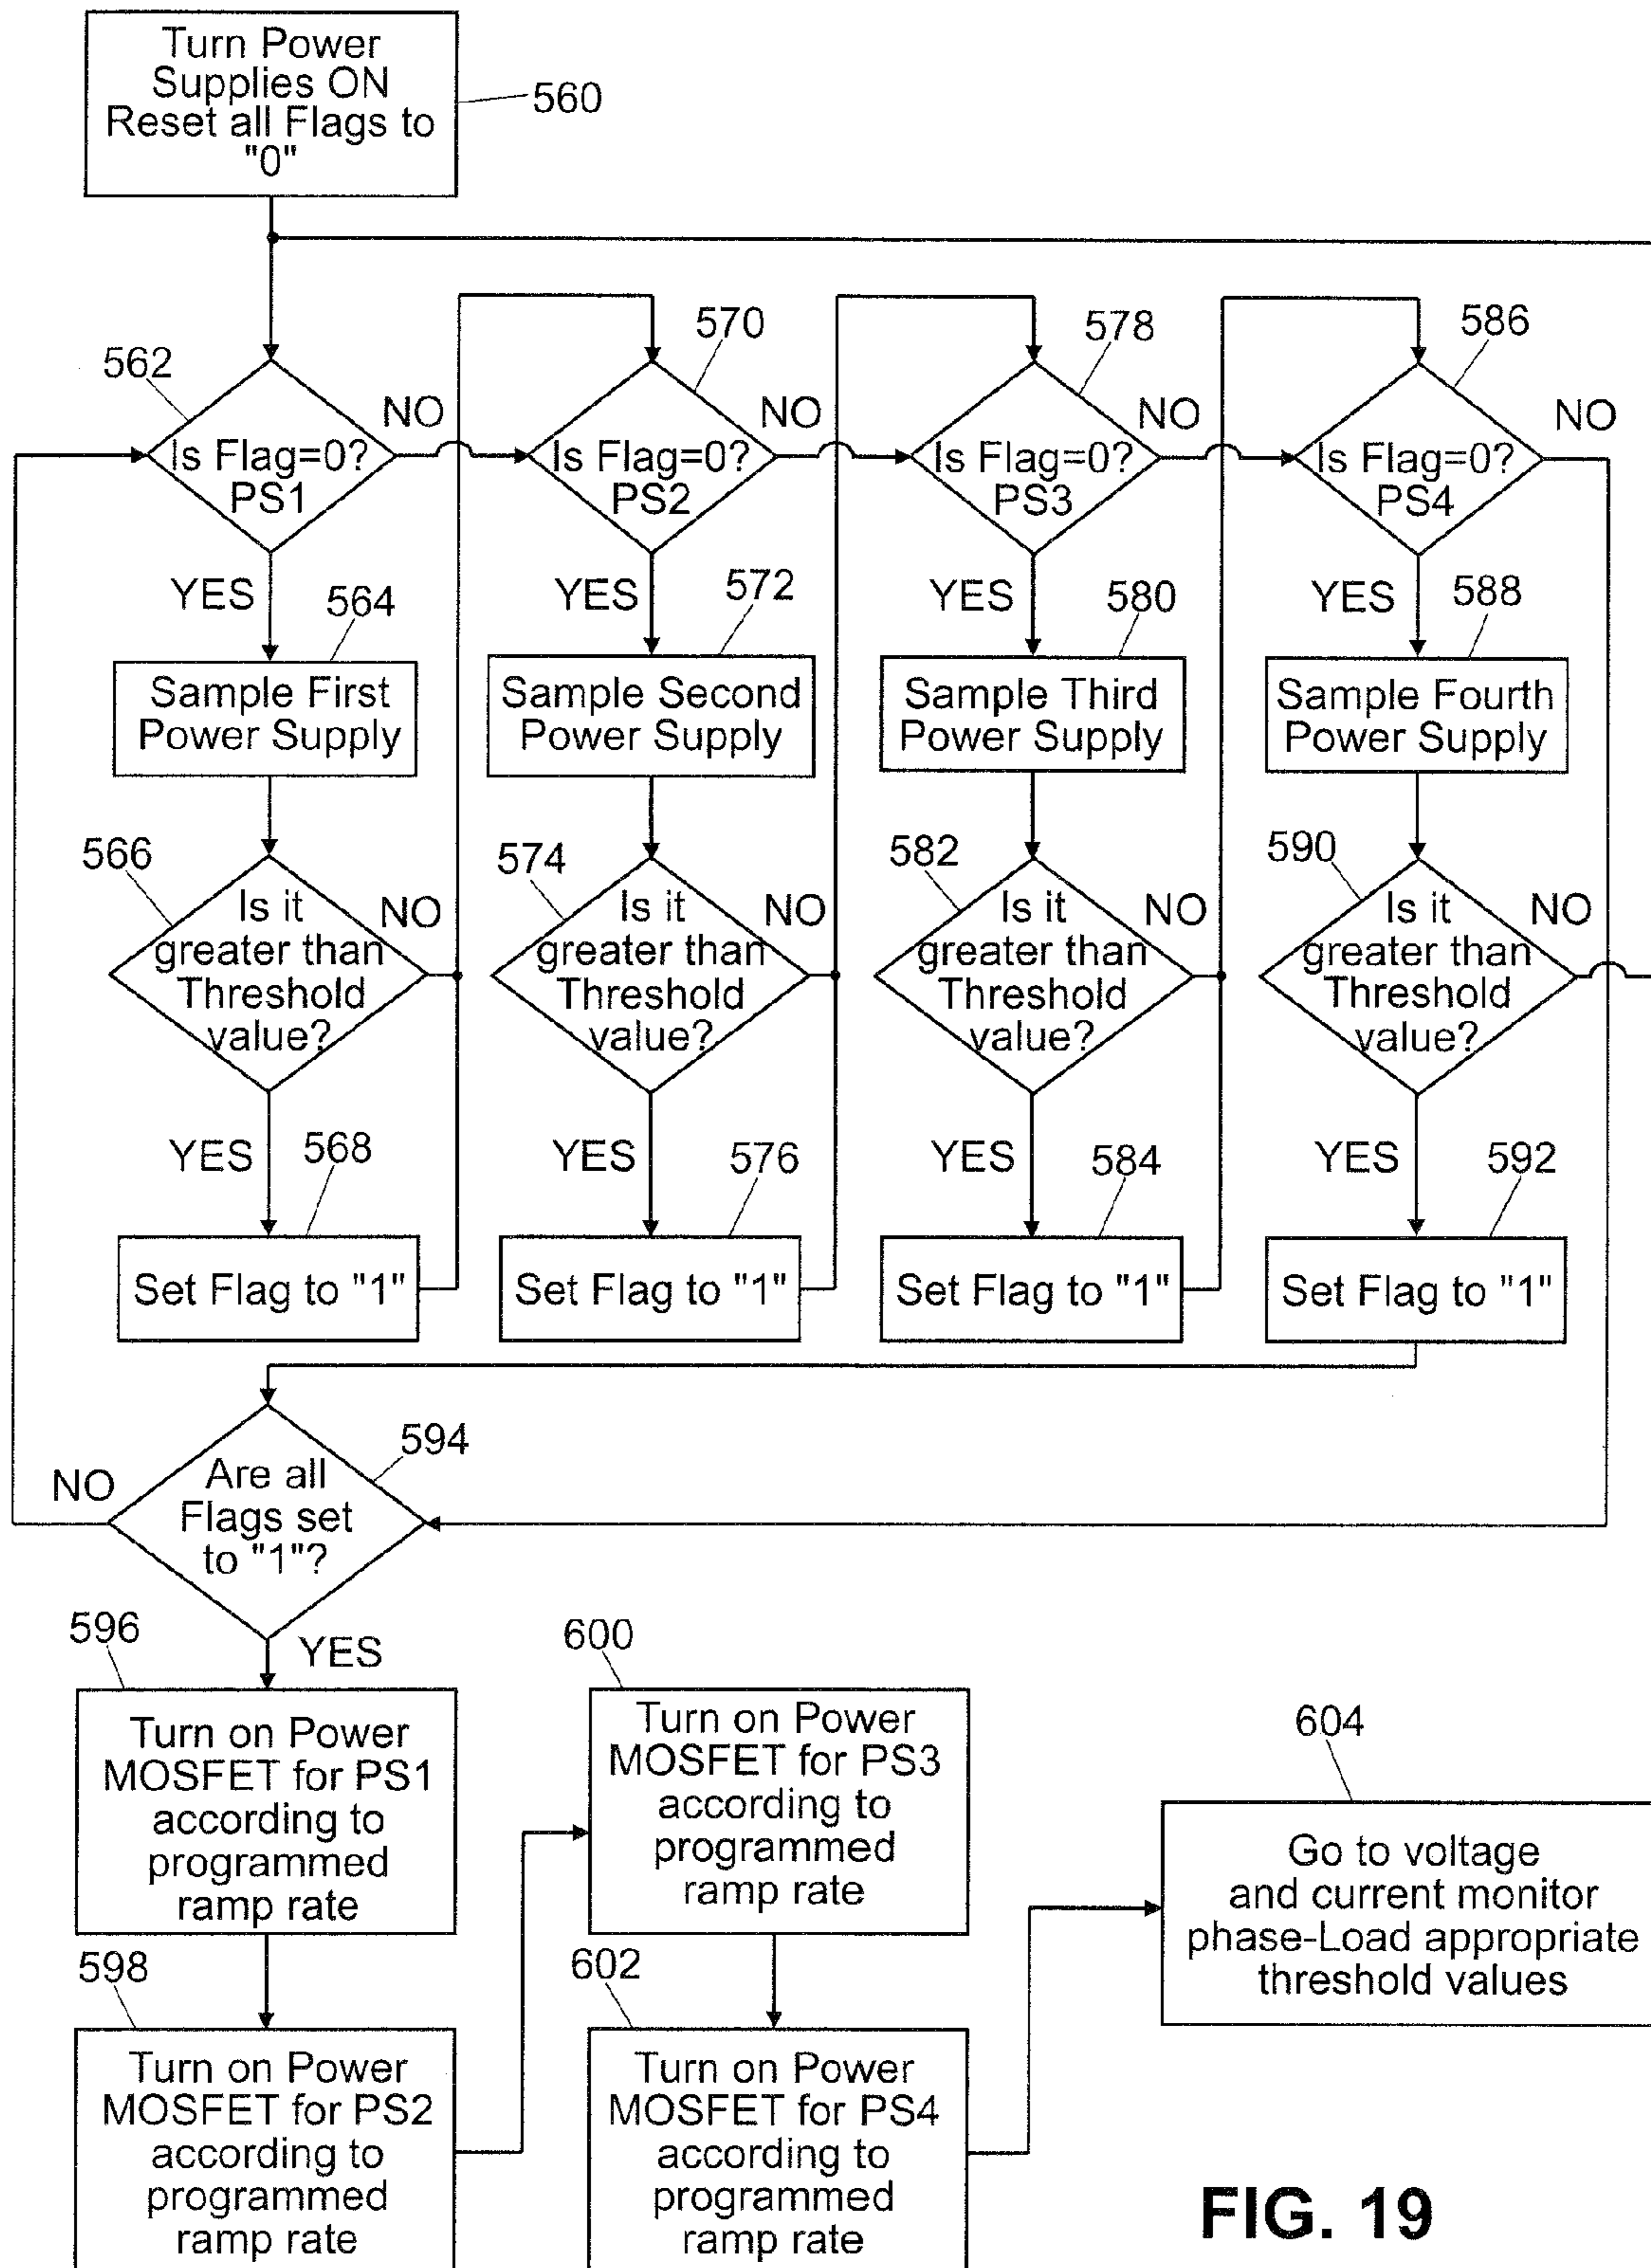 Turn Power
Supplies ON
Reset all Flags to
"0"
560
562
570
578
586
NO
NO
NO
NO
Is Flag=0?
PS1
Is Flag=0?
PS2
Is Flag=0?
PS3
Is Flag=0?
PS4
YES
564
YES
572
YES
580
YES
588
Sample First
Power Supply
Sample Second
Power Supply
Sample Third
Power Supply
Sample Fourth
Power Supply
566
Is it
greater than
Threshold
value?
NO
574
Is it
greater than
Threshold
value?
NO
582
Is it
greater than
Threshold
value?
NO
590
Is it
greater than
Threshold
value?
NO
YES
568
YES
576
YES
584
YES
592
Set Flag to "1"
Set Flag to "1"
Set Flag to "1"
Set Flag to "1"
594
NO
Are all
Flags set
to "1"?
YES
596
Turn on Power
MOSFET for PS1
according to
programmed
ramp rate
598
Turn on Power
MOSFET for PS2
according to
programmed
ramp rate
600
Turn on Power
MOSFET for PS3
according to
programmed
ramp rate
602
Turn on Power
MOSFET for PS4
according to
programmed
ramp rate
604
Go to voltage
and current monitor
phase-Load appropriate
threshold values
FIG. 19